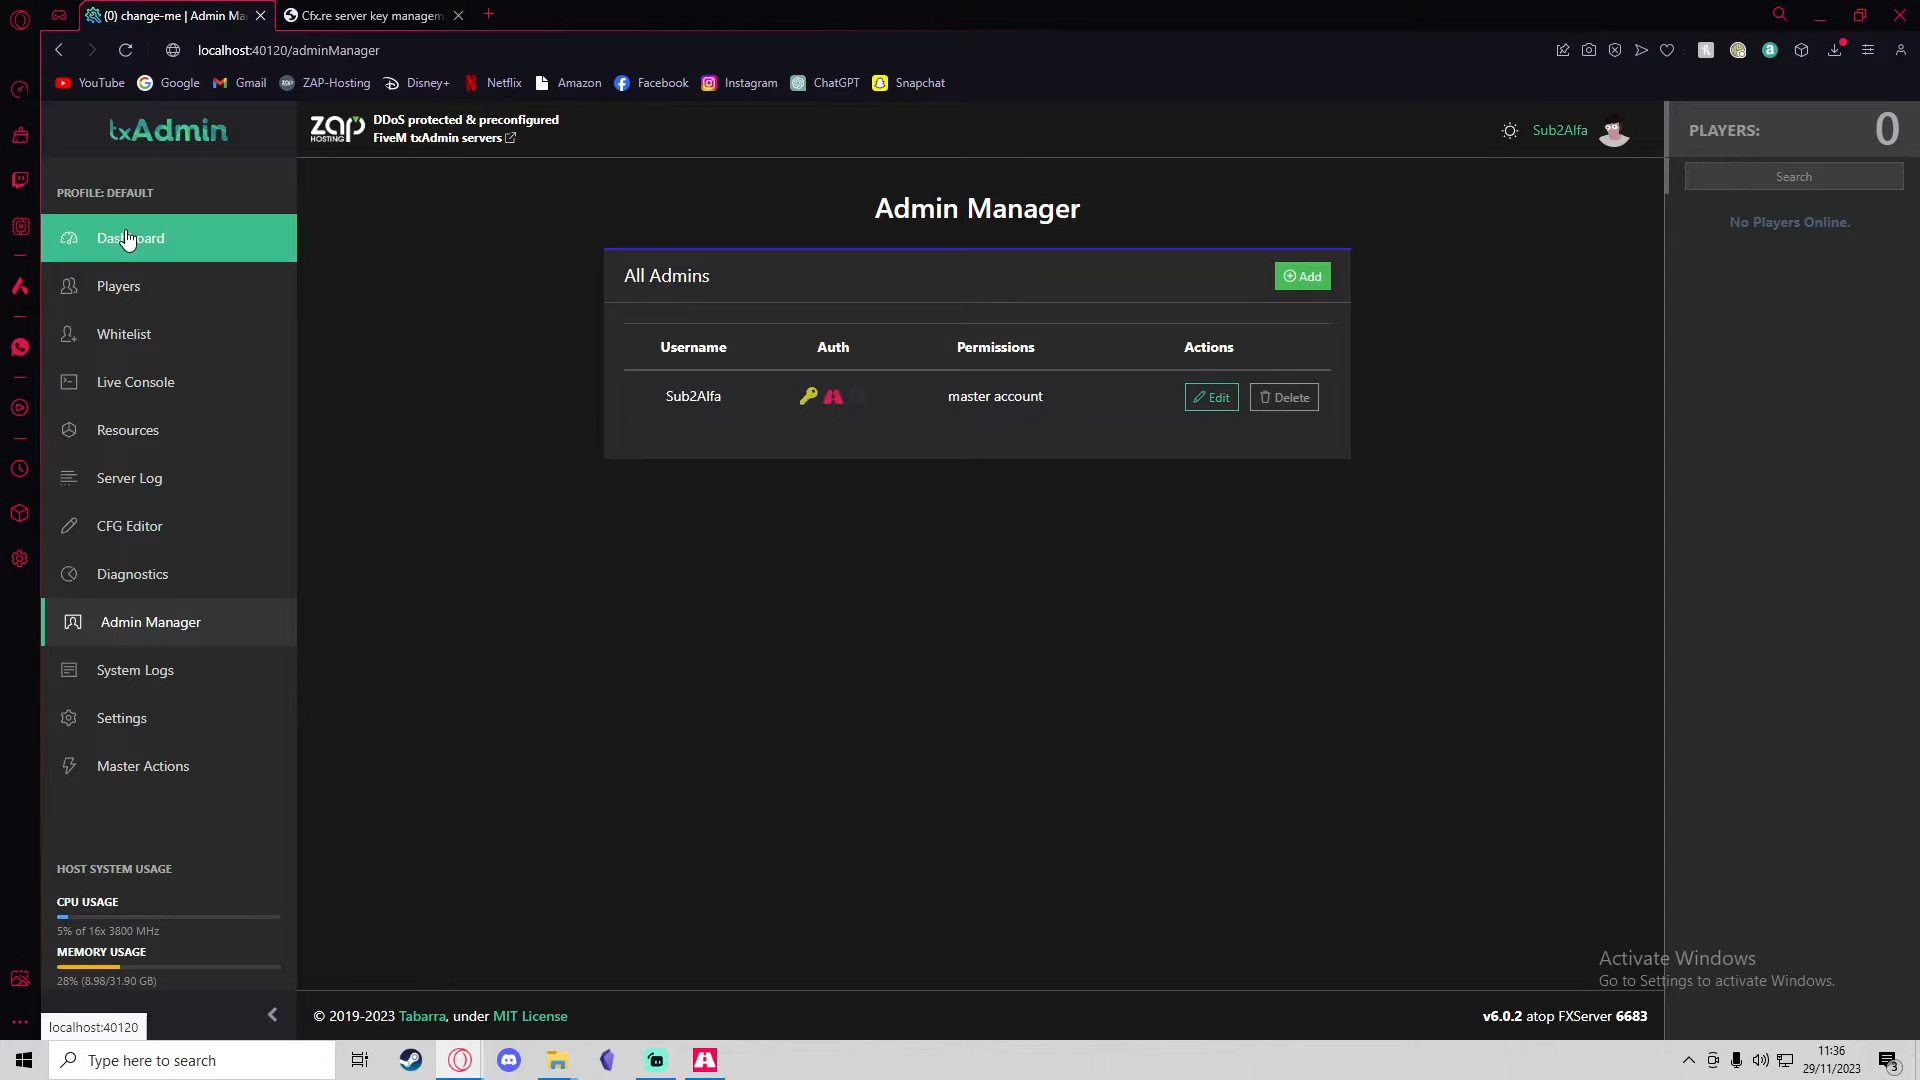 (0) change-me | Admin Ma
Cfx.re server key managem
localhost:40120/adminManager
YouTube
Google
Gmail
ZAP-Hosting
Disney+
Netflix
Amazon
Facebook
Instagram
ChatGPT
Snapchat
txAdmin
ZAP
HOSTING
DDoS protected & preconfigured
FiveM txAdmin servers
Sub2Alfa
PLAYERS:
0
Search
No Players Online.
PROFILE: DEFAULT
Dashboard
Players
Whitelist
Live Console
Resources
Server Log
CFG Editor
Diagnostics
Admin Manager
System Logs
Settings
Master Actions
Admin Manager
All Admins
Add
Username Auth Permissions Actions
Sub2Alfa master account Edit Delete
HOST SYSTEM USAGE
CPU USAGE
5% of 16x 3800 MHz
MEMORY USAGE
28% (8.98/31.90 GB)
localhost:40120
© 2019-2023 Tabarra, under MIT License
v6.0.2 atop FXServer 6683
Activate Windows
Go to Settings to activate Windows.
Type here to search
11:36
29/11/2023
3